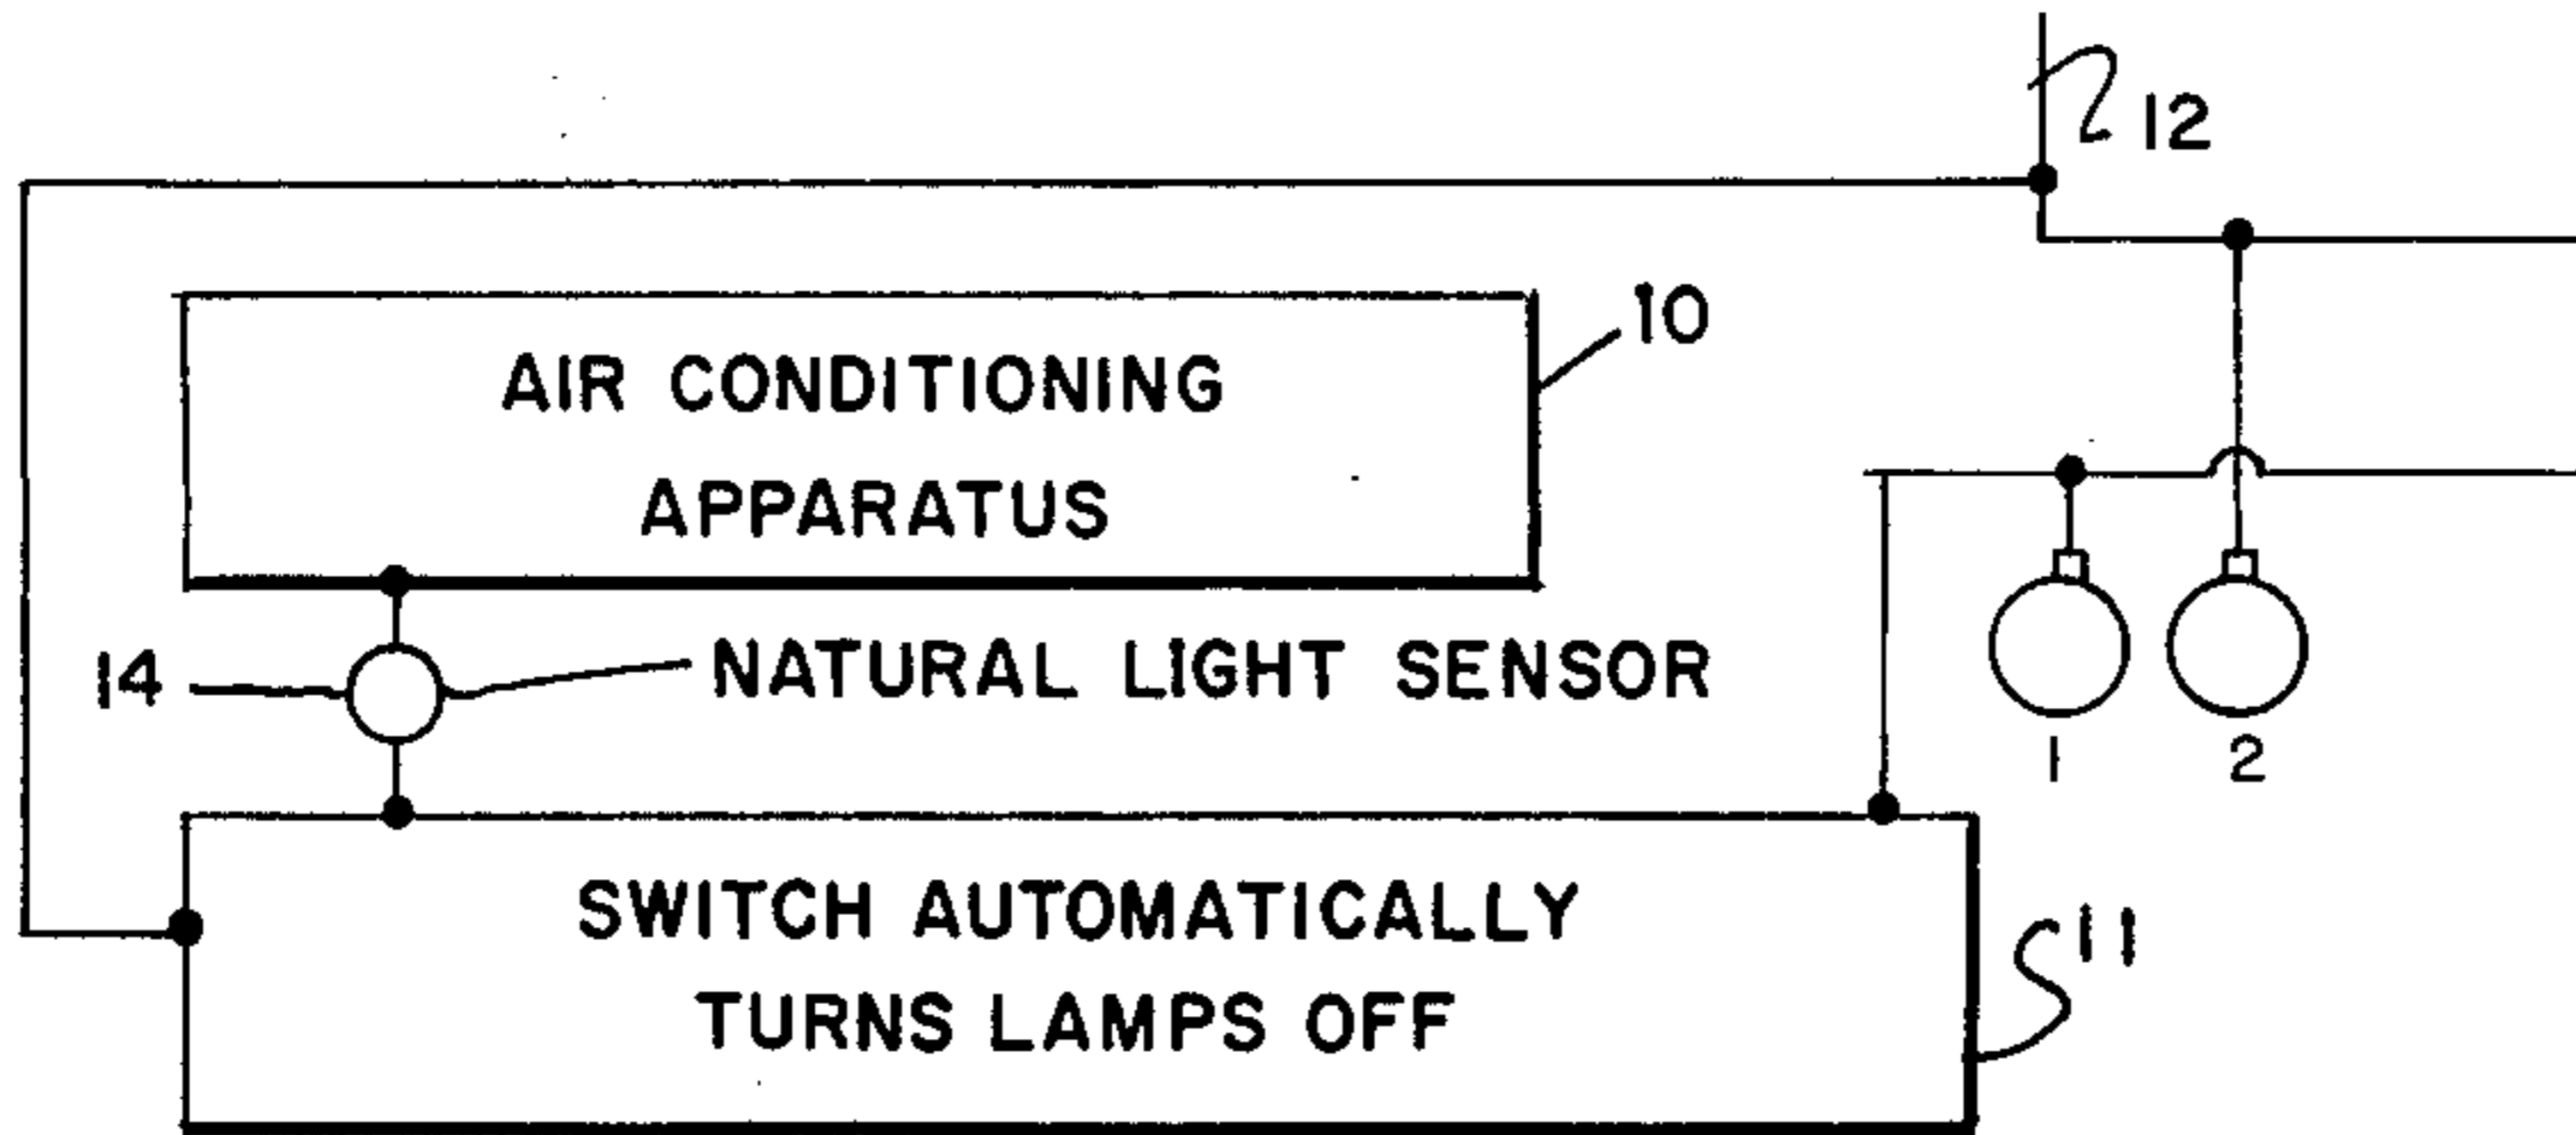 12
10
AIR CONDITIONING
APPARATUS
14
NATURAL LIGHT SENSOR
1
2
SWITCH AUTOMATICALLY
TURNS LAMPS OFF
11